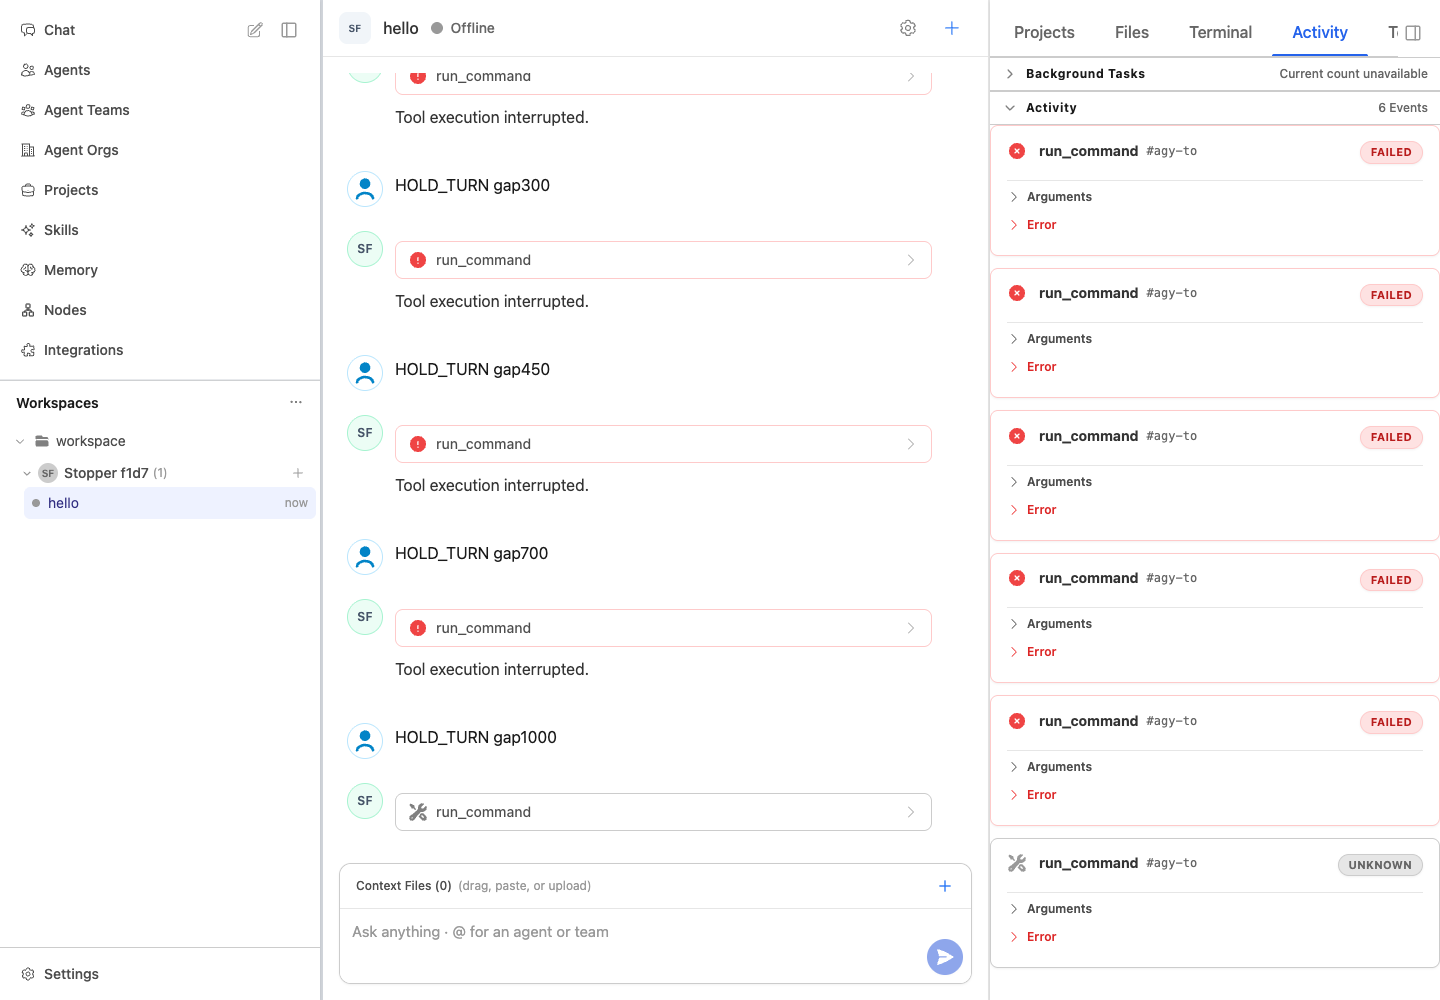 Chat
Agents
Agent Teams
Agent Orgs
Projects
Skills
Memory
Nodes
Integrations
Workspaces
workspace
SF Stopper f1d7 (1)
hello now
Settings
SF hello Offline
run_command
Tool execution interrupted.
HOLD_TURN gap300
SF
run_command
Tool execution interrupted.
HOLD_TURN gap450
SF
run_command
Tool execution interrupted.
HOLD_TURN gap700
SF
run_command
Tool execution interrupted.
HOLD_TURN gap1000
SF
run_command
Context Files (0) (drag, paste, or upload)
Ask anything · @ for an agent or team
Projects Files Terminal Activity
Background Tasks Current count unavailable
Activity 6 Events
run_command #agy-to FAILED
Arguments
Error
run_command #agy-to FAILED
Arguments
Error
run_command #agy-to FAILED
Arguments
Error
run_command #agy-to FAILED
Arguments
Error
run_command #agy-to FAILED
Arguments
Error
run_command #agy-to UNKNOWN
Arguments
Error